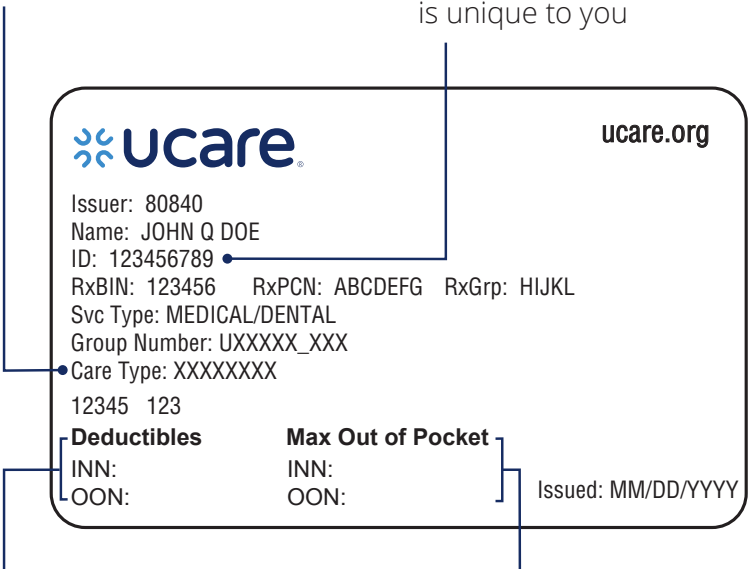 is unique to you
ucare®
ucare.org
Issuer: 80840
Name: JOHN Q DOE
ID: 123456789
RxBIN: 123456 RxPCN: ABCDEFG RxGrp: HIJKL
Svc Type: MEDICAL/DENTAL
Group Number: UXXXXX_XXX
Care Type: XXXXXXXX
12345 123
Deductibles Max Out of Pocket
INN: INN:
OON: OON:
Issued: MM/DD/YYYY